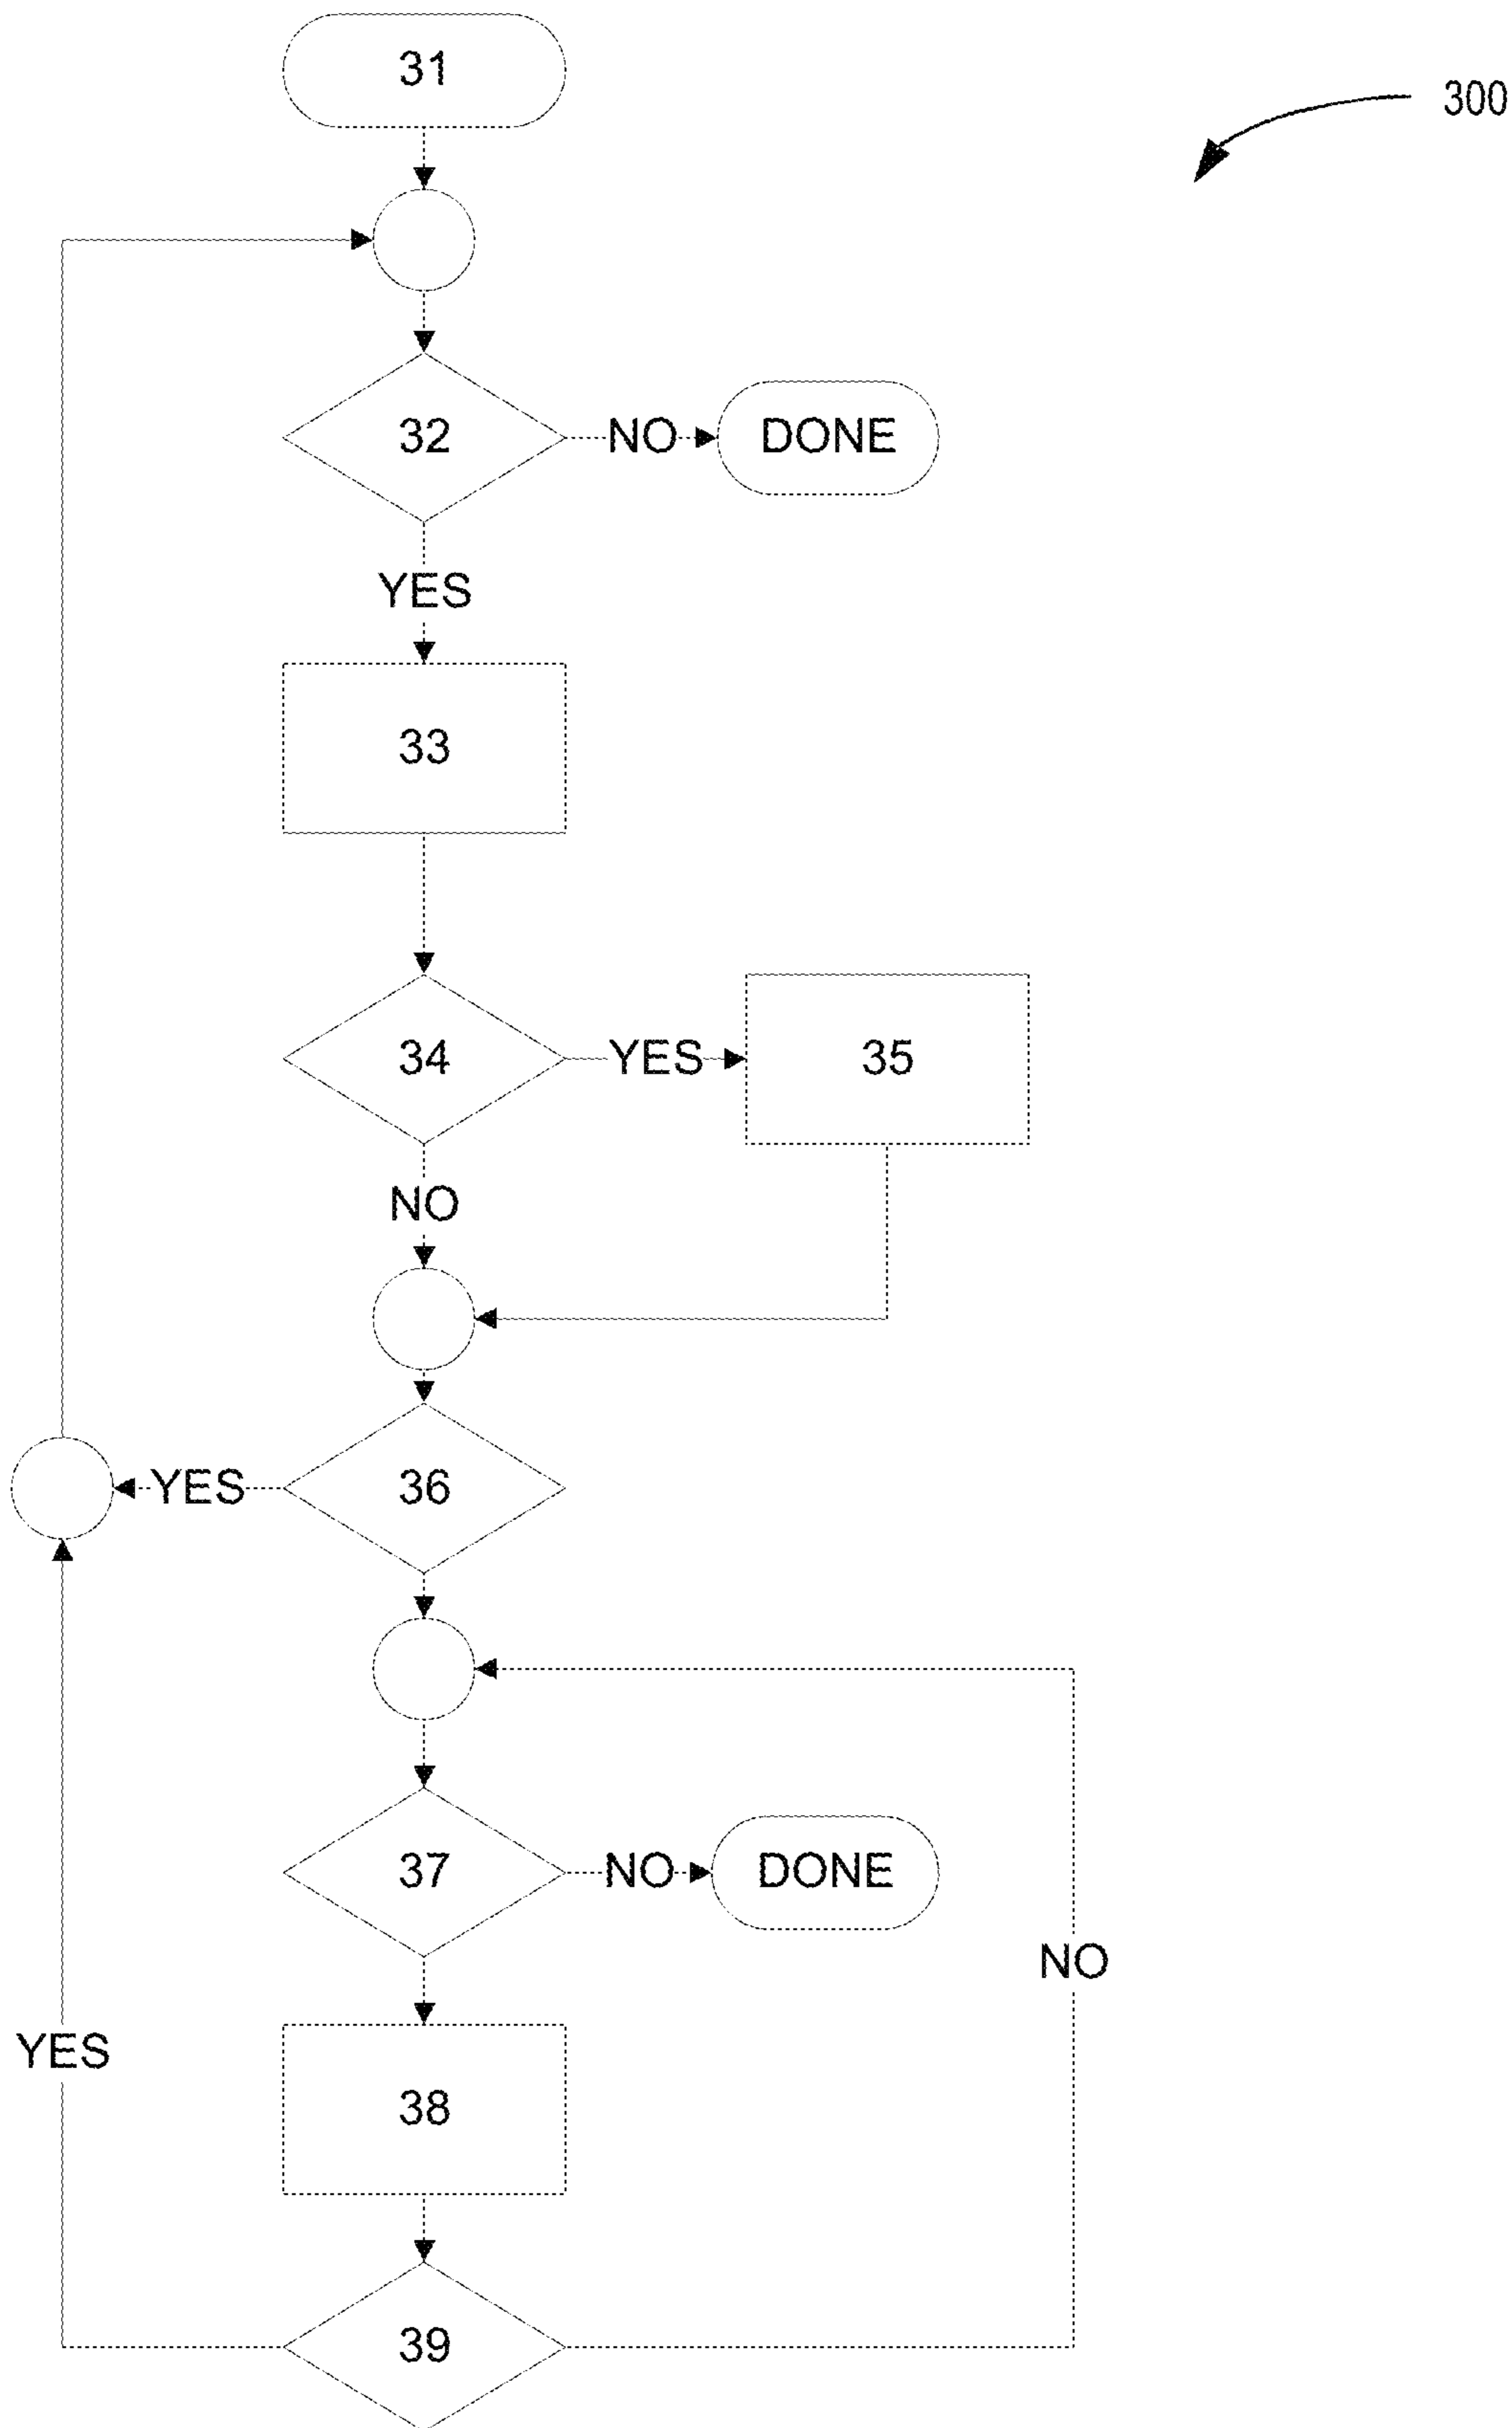 31
300
32
NO
DONE
YES
33
34
YES
35
NO
YES
36
37
NO
DONE
NO
YES
38
39